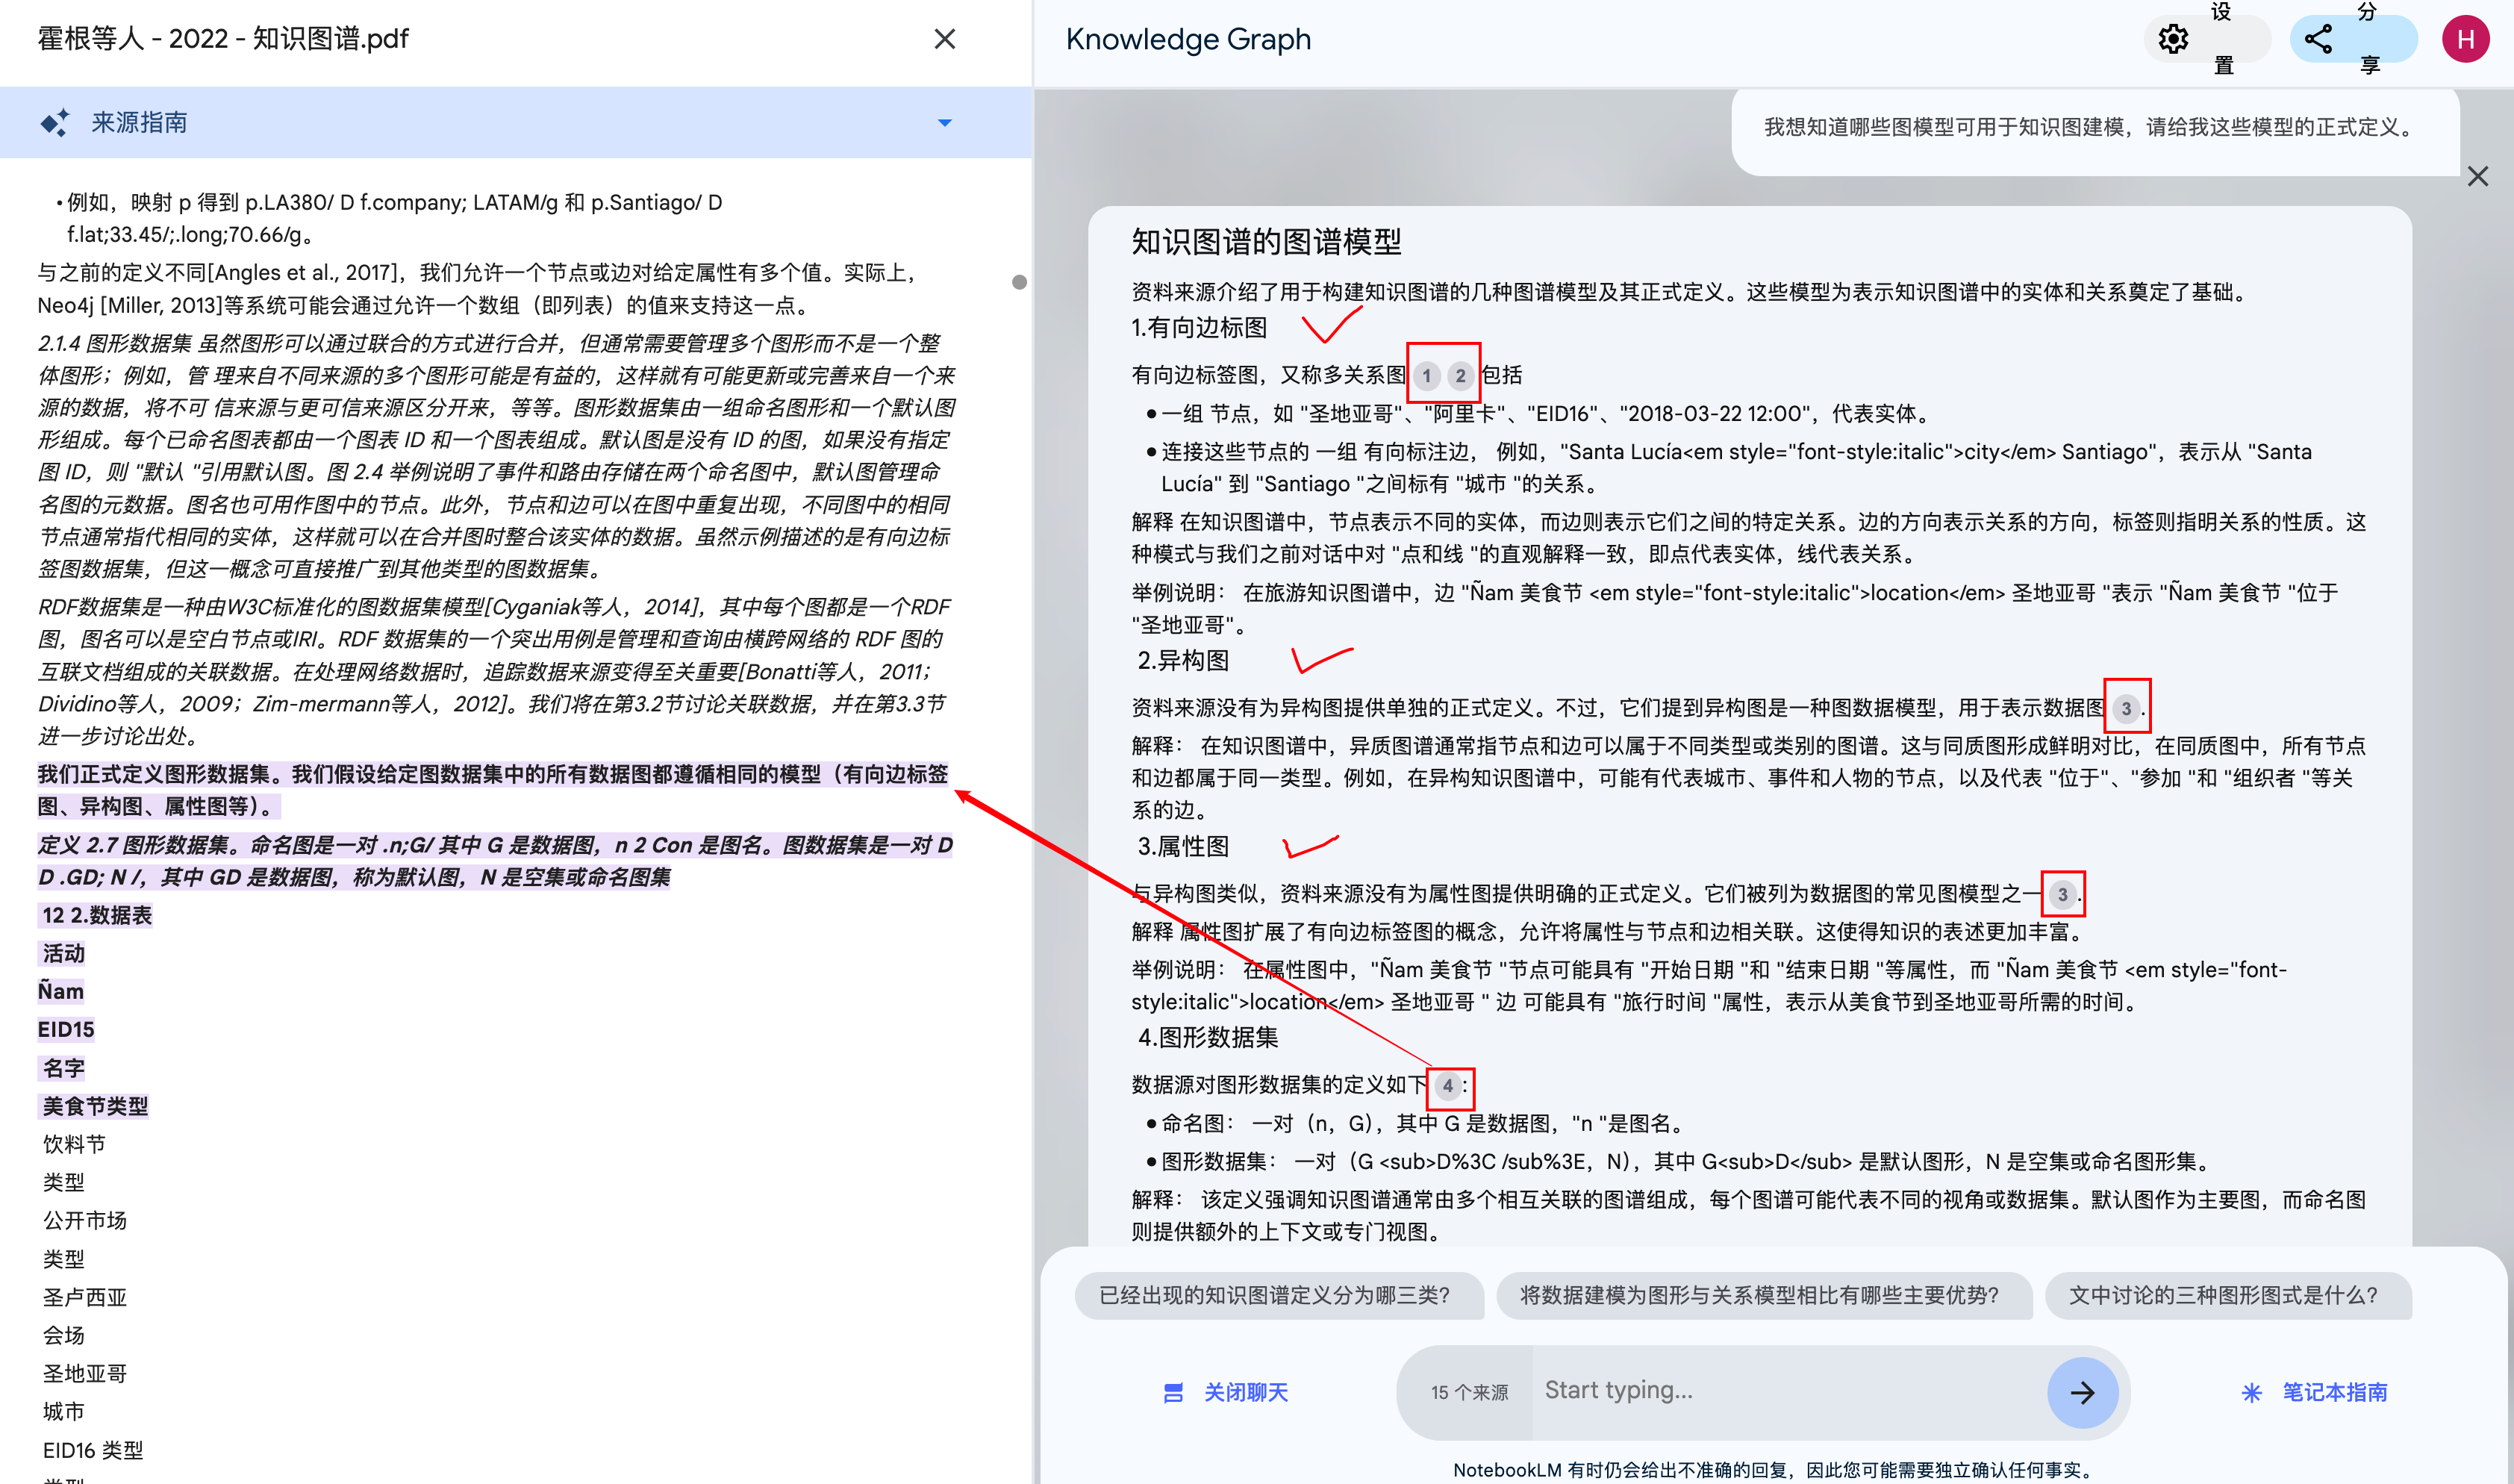 霍根等人 - 2022 - 知识图谱.pdf
来源指南
• 例如，映射 p 得到 p.LA380/ D f.company; LATAM/g 和 p.Santiago/ D
f.lat;33.45/;.long;70.66/g。
与之前的定义不同[Angles et al., 2017]，我们允许一个节点或边对给定属性有多个值。实际上，
Neo4j [Miller, 2013]等系统可能会通过允许一个数组（即列表）的值来支持这一点。
2.1.4 图形数据集 虽然图形可以通过联合的方式进行合并，但通常需要管理多个图形而不是一个整
体图形；例如，管 理来自不同来源的多个图形可能是有益的，这样就有可能更新或完善来自一个来
源的数据，将不可 信来源与更可信来源区分开来，等等。图形数据集由一组命名图形和一个默认图
形组成。每个已命名图表都由一个图表 ID 和一个图表组成。默认图是没有 ID 的图，如果没有指定
图 ID，则 "默认 "引用默认图。图 2.4 举例说明了事件和路由存储在两个命名图中，默认图管理命
名图的元数据。图名也可用作图中的节点。此外，节点和边可以在图中重复出现，不同图中的相同
节点通常指代相同的实体，这样就可以在合并图时整合该实体的数据。虽然示例描述的是有向边标
签图数据集，但这一概念可直接推广到其他类型的图数据集。
RDF数据集是一种由W3C标准化的图数据集模型[Cyganiak等人，2014]，其中每个图都是一个RDF
图，图名可以是空白节点或IRI。RDF 数据集的一个突出用例是管理和查询由横跨网络的 RDF 图的
互联文档组成的关联数据。在处理网络数据时，追踪数据来源变得至关重要[Bonatti等人，2011；
Dividino等人，2009；Zim-mermann等人，2012]。我们将在第3.2节讨论关联数据，并在第3.3节
进一步讨论出处。
我们正式定义图形数据集。我们假设给定图数据集中的所有数据图都遵循相同的模型（有向边标签
图、异构图、属性图等）。
定义 2.7 图形数据集。命名图是一对 .n;G/ 其中 G 是数据图，n 2 Con 是图名。图数据集是一对 D
D .GD; N /，其中 GD 是数据图，称为默认图，N 是空集或命名图集
12 2.数据表
活动
Ñam
EID15
名字
美食节类型
饮料节
类型
公开市场
类型
圣卢西亚
会场
圣地亚哥
城市
EID16 类型
Knowledge Graph
设置
分享
H
我想知道哪些图模型可用于知识图建模，请给我这些模型的正式定义。
知识图谱的图谱模型
资料来源介绍了用于构建知识图谱的几种图谱模型及其正式定义。这些模型为表示知识图谱中的实体和关系奠定了基础。
1.有向边标图
有向边标签图，又称多关系图 1 2 包括
● 一组 节点，如 "圣地亚哥"、"阿里卡"、"EID16"、"2018-03-22 12:00"，代表实体。
● 连接这些节点的 一组 有向标注边， 例如，"Santa Lucía<em style="font-style:italic">city</em> Santiago"，表示从 "Santa
Lucía" 到 "Santiago "之间标有 "城市 "的关系。
解释 在知识图谱中，节点表示不同的实体，而边则表示它们之间的特定关系。边的方向表示关系的方向，标签则指明关系的性质。这
种模式与我们之前对话中对 "点和线 "的直观解释一致，即点代表实体，线代表关系。
举例说明： 在旅游知识图谱中，边 "Ñam 美食节 <em style="font-style:italic">location</em> 圣地亚哥 "表示 "Ñam 美食节 "位于
"圣地亚哥"。
2.异构图
资料来源没有为异构图提供单独的正式定义。不过，它们提到异构图是一种图数据模型，用于表示数据图 3 .
解释： 在知识图谱中，异质图谱通常指节点和边可以属于不同类型或类别的图谱。这与同质图形成鲜明对比，在同质图中，所有节点
和边都属于同一类型。例如，在异构知识图谱中，可能有代表城市、事件和人物的节点，以及代表 "位于"、"参加 "和 "组织者 "等关
系的边。
3.属性图
与异构图类似，资料来源没有为属性图提供明确的正式定义。它们被列为数据图的常见图模型之一 3 .
解释 属性图扩展了有向边标签图的概念，允许将属性与节点和边相关联。这使得知识的表述更加丰富。
举例说明： 在属性图中，"Ñam 美食节 "节点可能具有 "开始日期 "和 "结束日期 "等属性，而 "Ñam 美食节 <em style="font-
style:italic">location</em> 圣地亚哥 " 边 可能具有 "旅行时间 "属性，表示从美食节到圣地亚哥所需的时间。
4.图形数据集
数据源对图形数据集的定义如下 4 :
● 命名图： 一对（n，G），其中 G 是数据图，"n "是图名。
● 图形数据集： 一对（G <sub>D%3C /sub%3E，N），其中 G<sub>D</sub> 是默认图形，N 是空集或命名图形集。
解释： 该定义强调知识图谱通常由多个相互关联的图谱组成，每个图谱可能代表不同的视角或数据集。默认图作为主要图，而命名图
则提供额外的上下文或专门视图。
已经出现的知识图谱定义分为哪三类?
将数据建模为图形与关系模型相比有哪些主要优势?
文中讨论的三种图形图式是什么?
关闭聊天
15 个来源
Start typing...
笔记本指南
NotebookLM 有时仍会给出不准确的回复，因此您可能需要独立确认任何事实。